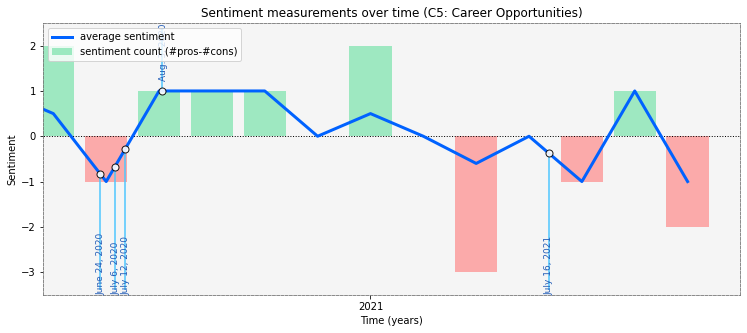 Sentiment measurements over time (C5: Career Opportunities)
average sentiment
sentiment count (#pros-#cons)
Sentiment
2
1
0
−1
−2
−3
June 24, 2020
July 6, 2020
July 12, 2020
Aug
July 16, 2021
2021
Time (years)